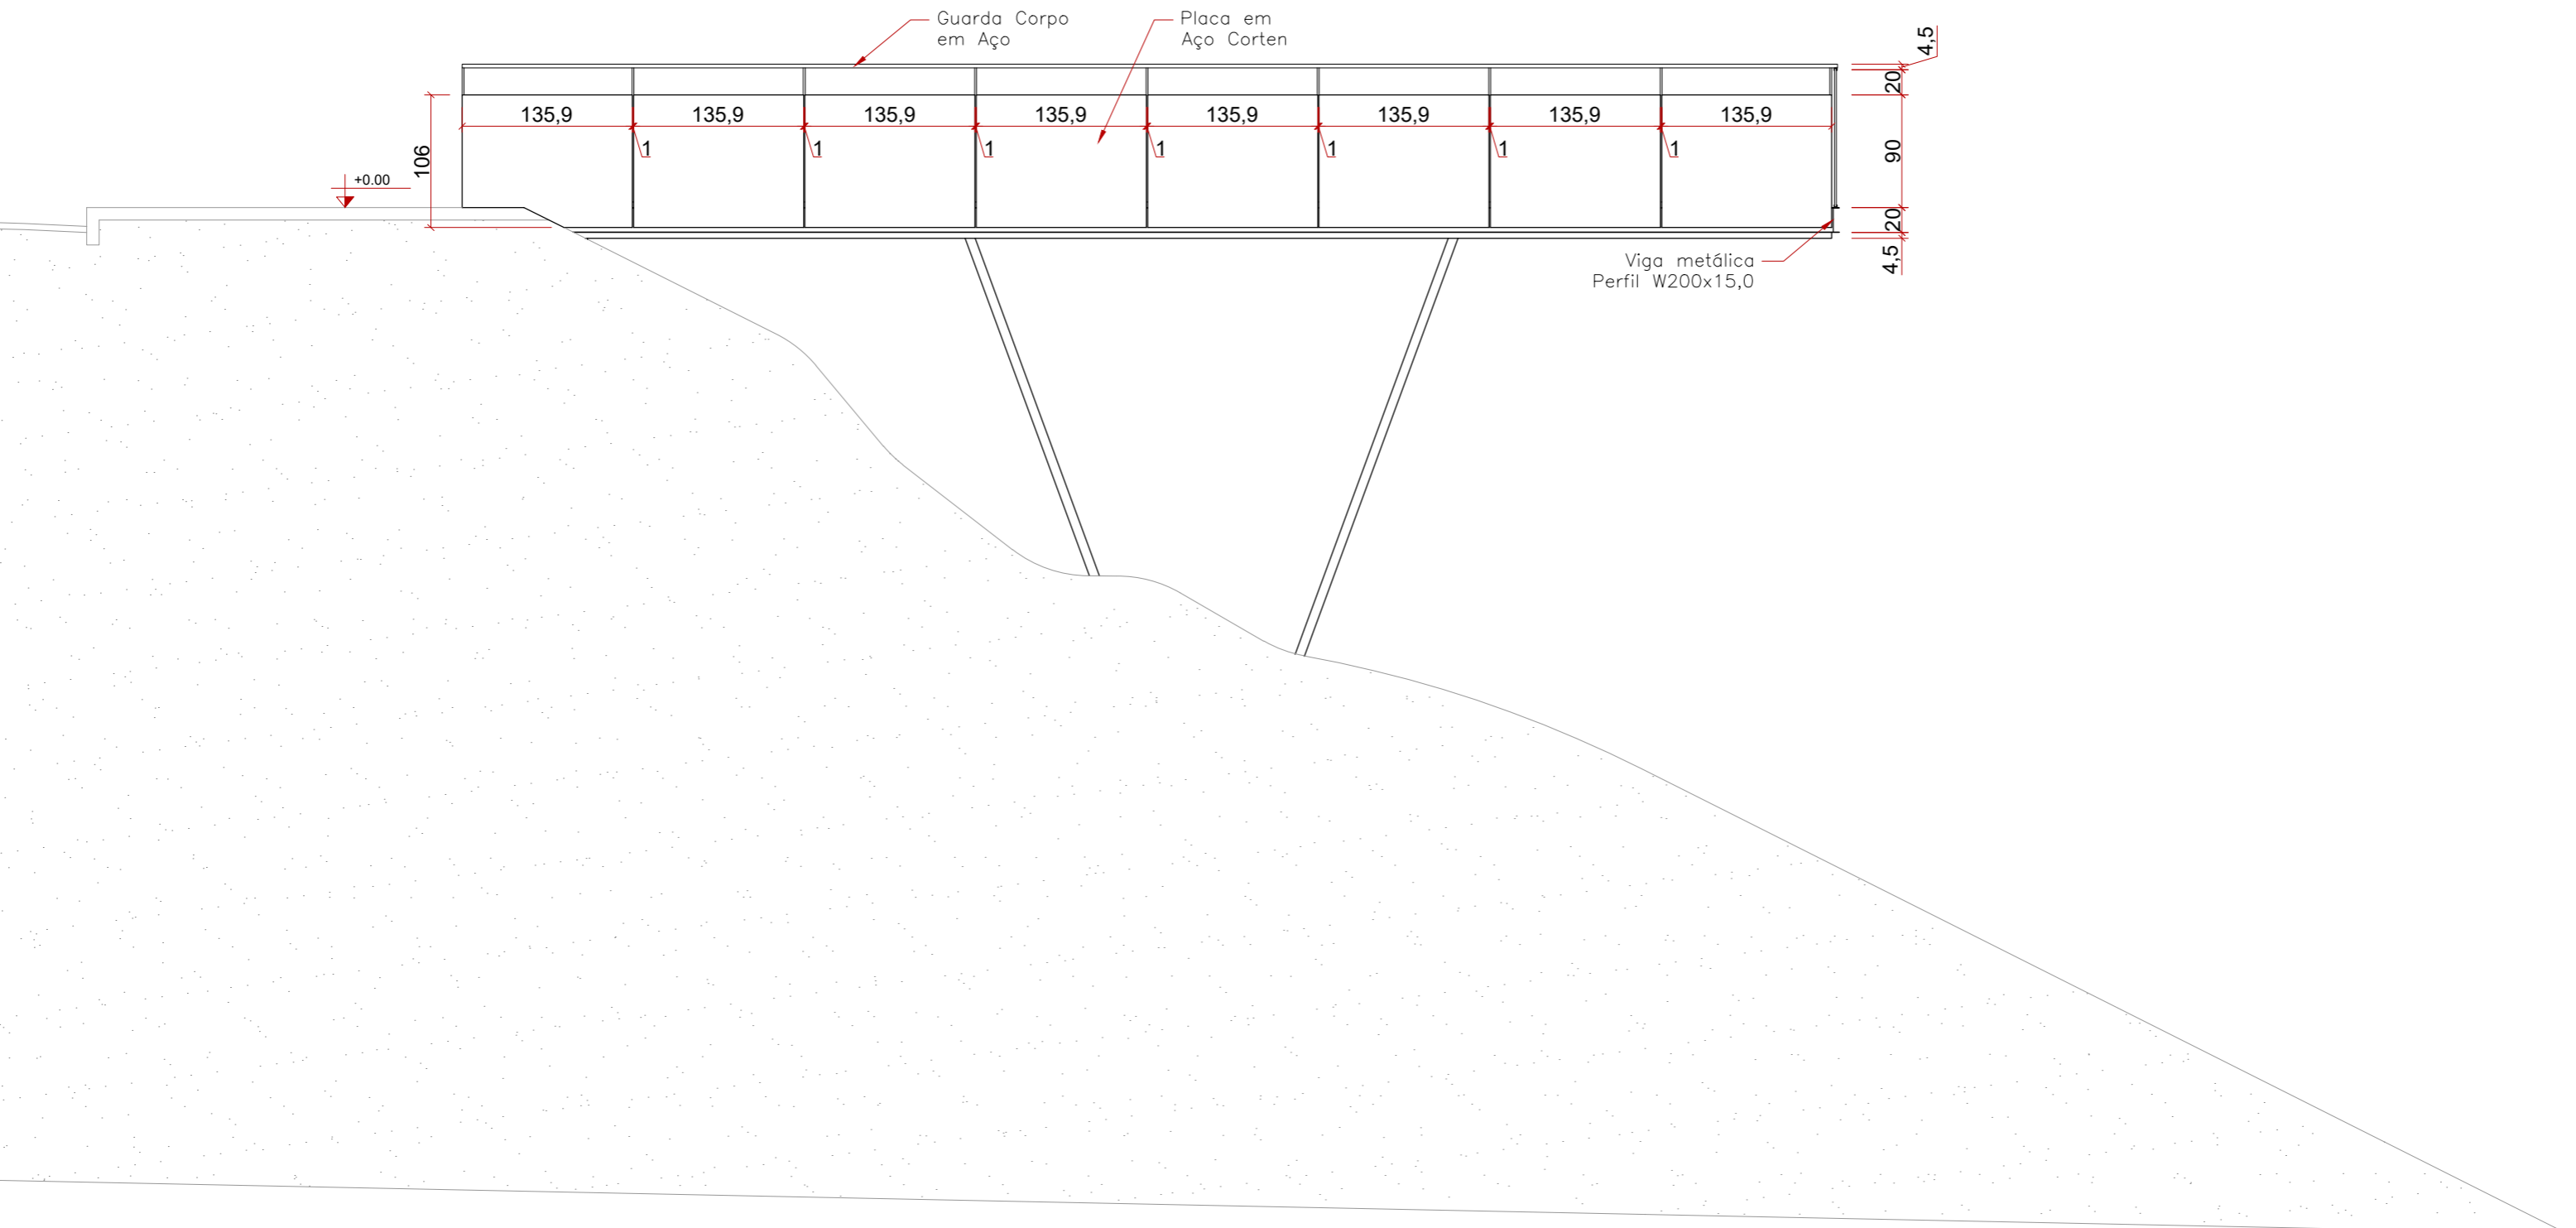 Guarda Corpo
em Aço
Placa em
Aço Corten
4,5
20
135,9 135,9 135,9 135,9 135,9 135,9 135,9 135,9
1 1 1 1 1 1 1
106
90
+0.00
20
4,5
Viga metálica
Perfil W200x15,0